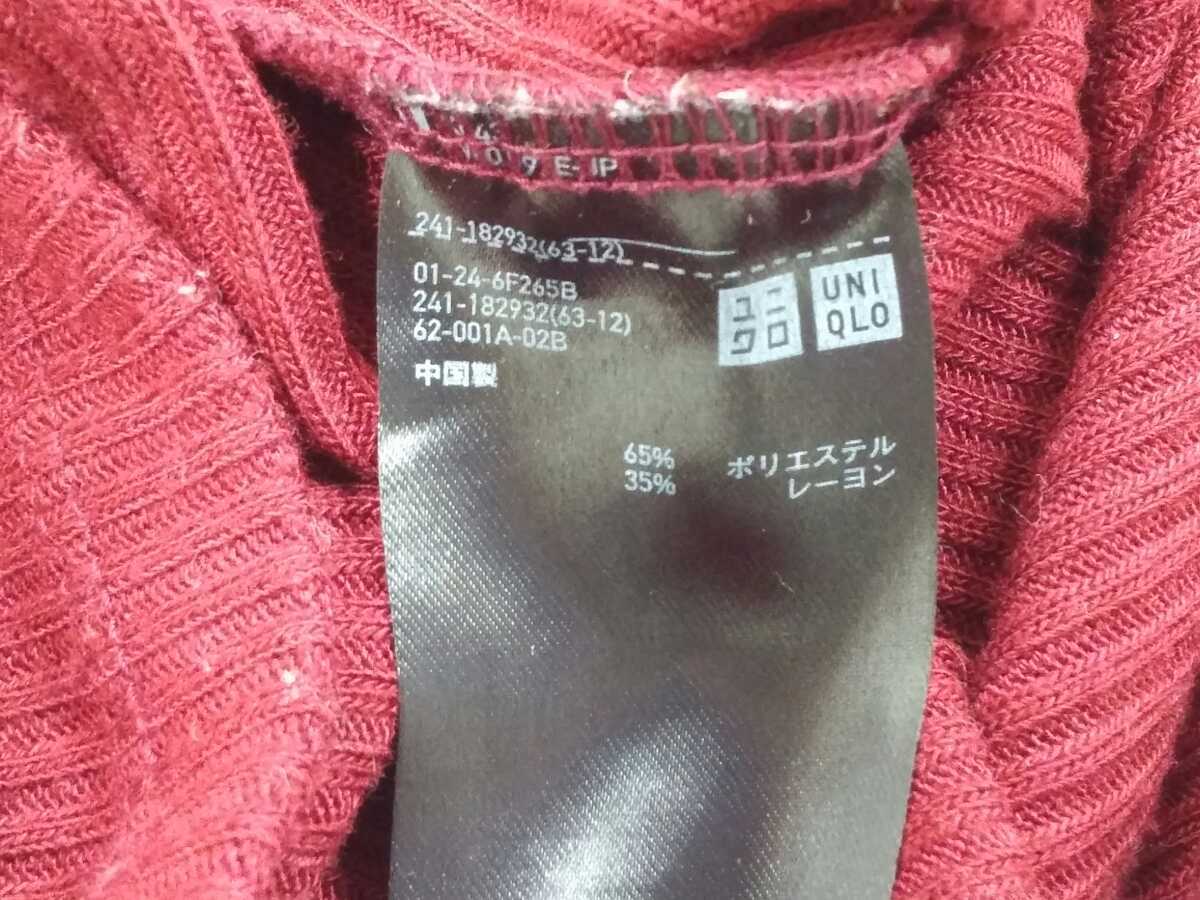 241-182932(63-12)
01-24-6F265B
241-182932(63-12)
62-001A-02B
中国製
ユニ
クロ
UNI
QLO
65% ポリエステル
35% レーヨン